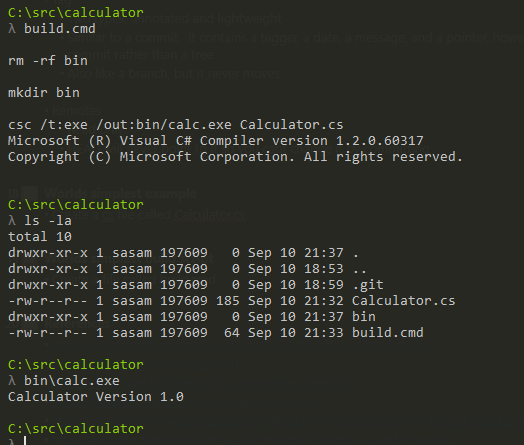 C:\src\calculator
λ build.cmd
rm -rf bin
mkdir bin
csc /t:exe /out:bin/calc.exe Calculator.cs
Microsoft (R) Visual C# Compiler version 1.2.0.60317
Copyright (C) Microsoft Corporation. All rights reserved.
C:\src\calculator
λ ls -la
total 10
drwxr-xr-x 1 sasam 197609   0 Sep 10 21:37 .
drwxr-xr-x 1 sasam 197609   0 Sep 10 18:53 ..
drwxr-xr-x 1 sasam 197609   0 Sep 10 18:59 .git
-rw-r--r-- 1 sasam 197609 185 Sep 10 21:32 Calculator.cs
drwxr-xr-x 1 sasam 197609   0 Sep 10 21:37 bin
-rw-r--r-- 1 sasam 197609  64 Sep 10 21:33 build.cmd
C:\src\calculator
λ bin\calc.exe
Calculator Version 1.0
C:\src\calculator
λ